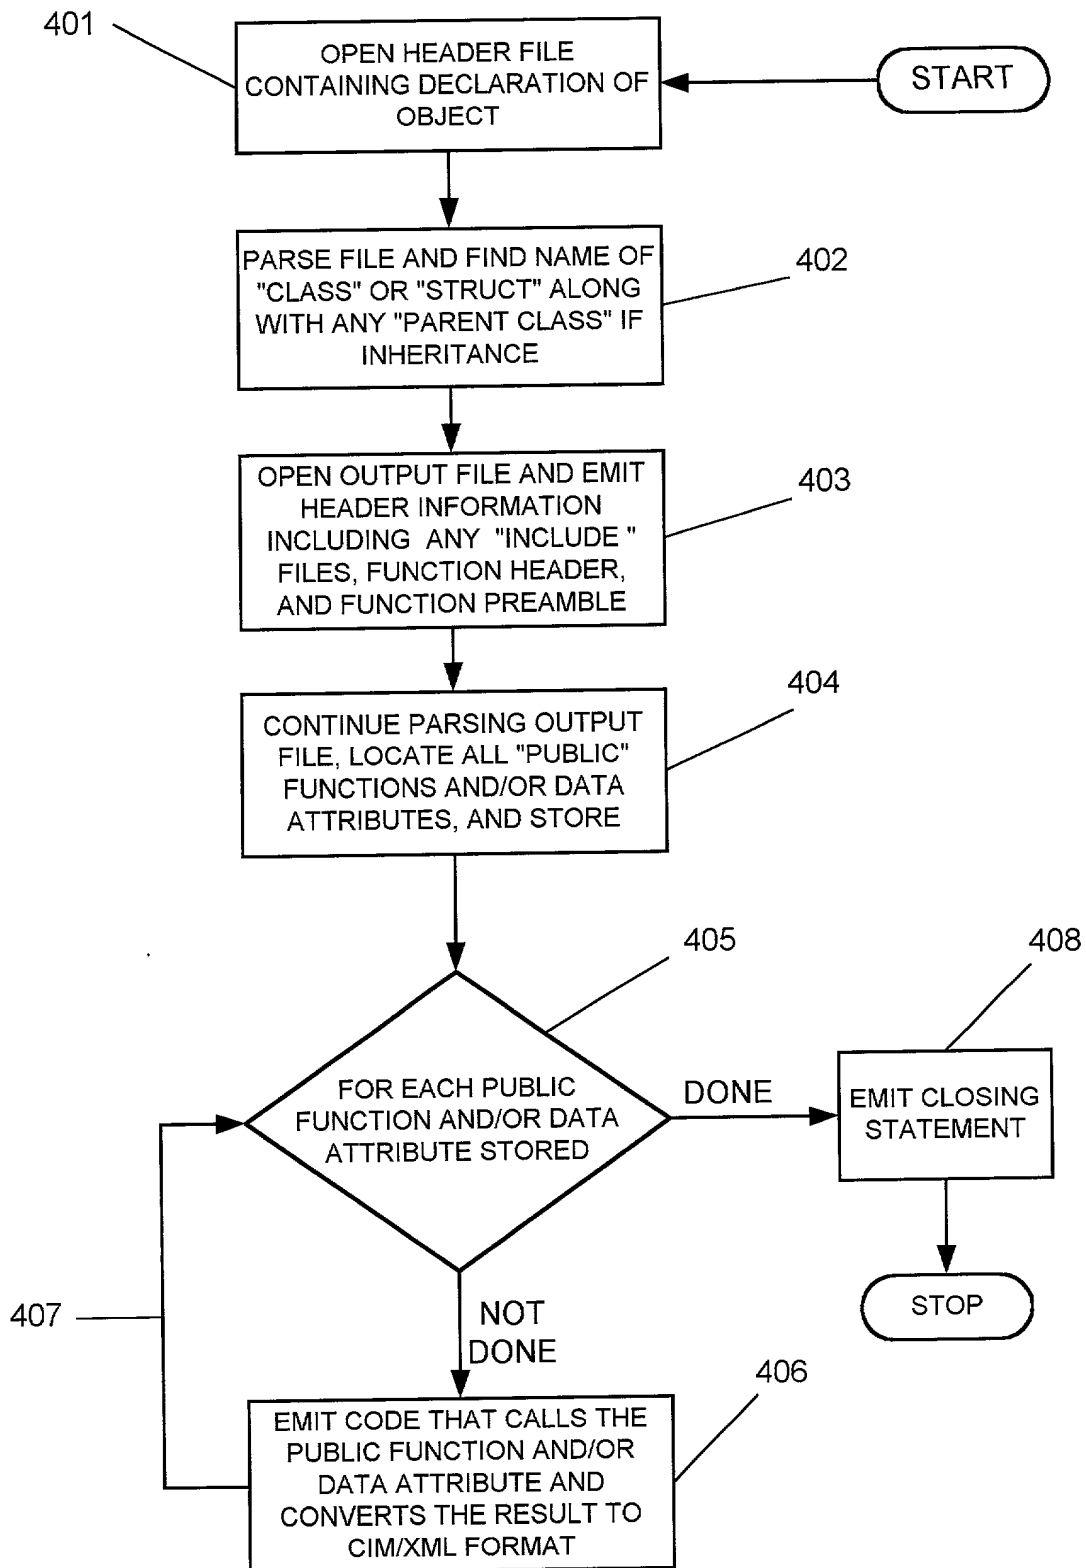 401
OPEN HEADER FILE
CONTAINING DECLARATION OF
OBJECT
START
PARSE FILE AND FIND NAME OF
"CLASS" OR "STRUCT" ALONG
WITH ANY "PARENT CLASS" IF
INHERITANCE
402
OPEN OUTPUT FILE AND EMIT
HEADER INFORMATION
INCLUDING ANY "INCLUDE "
FILES, FUNCTION HEADER,
AND FUNCTION PREAMBLE
403
CONTINUE PARSING OUTPUT
FILE, LOCATE ALL "PUBLIC"
FUNCTIONS AND/OR DATA
ATTRIBUTES, AND STORE
404
405
408
FOR EACH PUBLIC
FUNCTION AND/OR DATA
ATTRIBUTE STORED
DONE
EMIT CLOSING
STATEMENT
STOP
407
NOT
DONE
406
EMIT CODE THAT CALLS THE
PUBLIC FUNCTION AND/OR
DATA ATTRIBUTE AND
CONVERTS THE RESULT TO
CIM/XML FORMAT